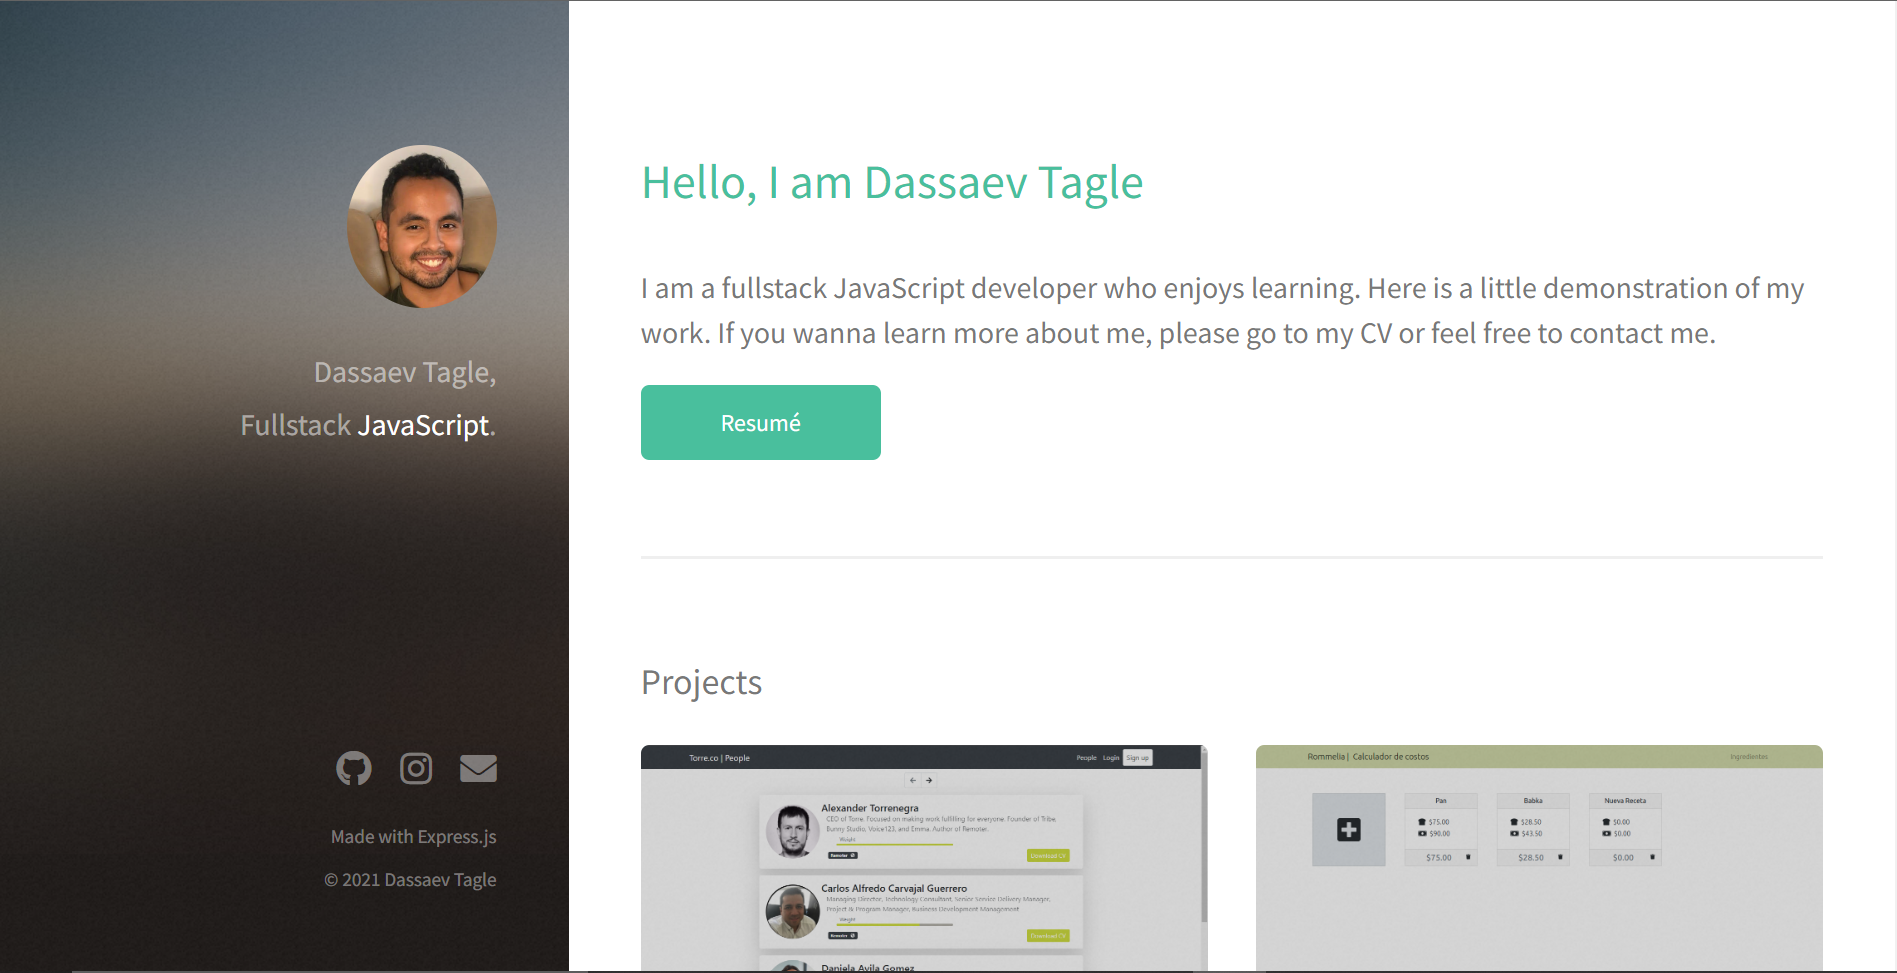 Dassaev Tagle,
Fullstack JavaScript.
Made with Express.js
© 2021 Dassaev Tagle
Hello, I am Dassaev Tagle
I am a fullstack JavaScript developer who enjoys learning. Here is a little demonstration of my
work. If you wanna learn more about me, please go to my CV or feel free to contact me.
Resumé
Projects
Torre.co | People
People Login Sign up
Alexander Torrenegra
CEO of Torre. Focused on making work fulfilling for everyone. Founder of Tribe,
Bunny Studio, Voice123, and Emma. Author of Remoter.
Weight
Remoter
Download CV
Carlos Alfredo Carvajal Guerrero
Managing Director, Technology Consultant, Senior Service Delivery Manager,
Project & Program Manager, Business Development Management
Weight
Remoter
Download CV
Daniela Avila Gomez
Rommelia | Calculador de costos
Ingredientes
Pan
$75.00
$90.00
$75.00
Babka
$28.50
$43.50
$28.50
Nueva Receta
$0.00
$0.00
$0.00